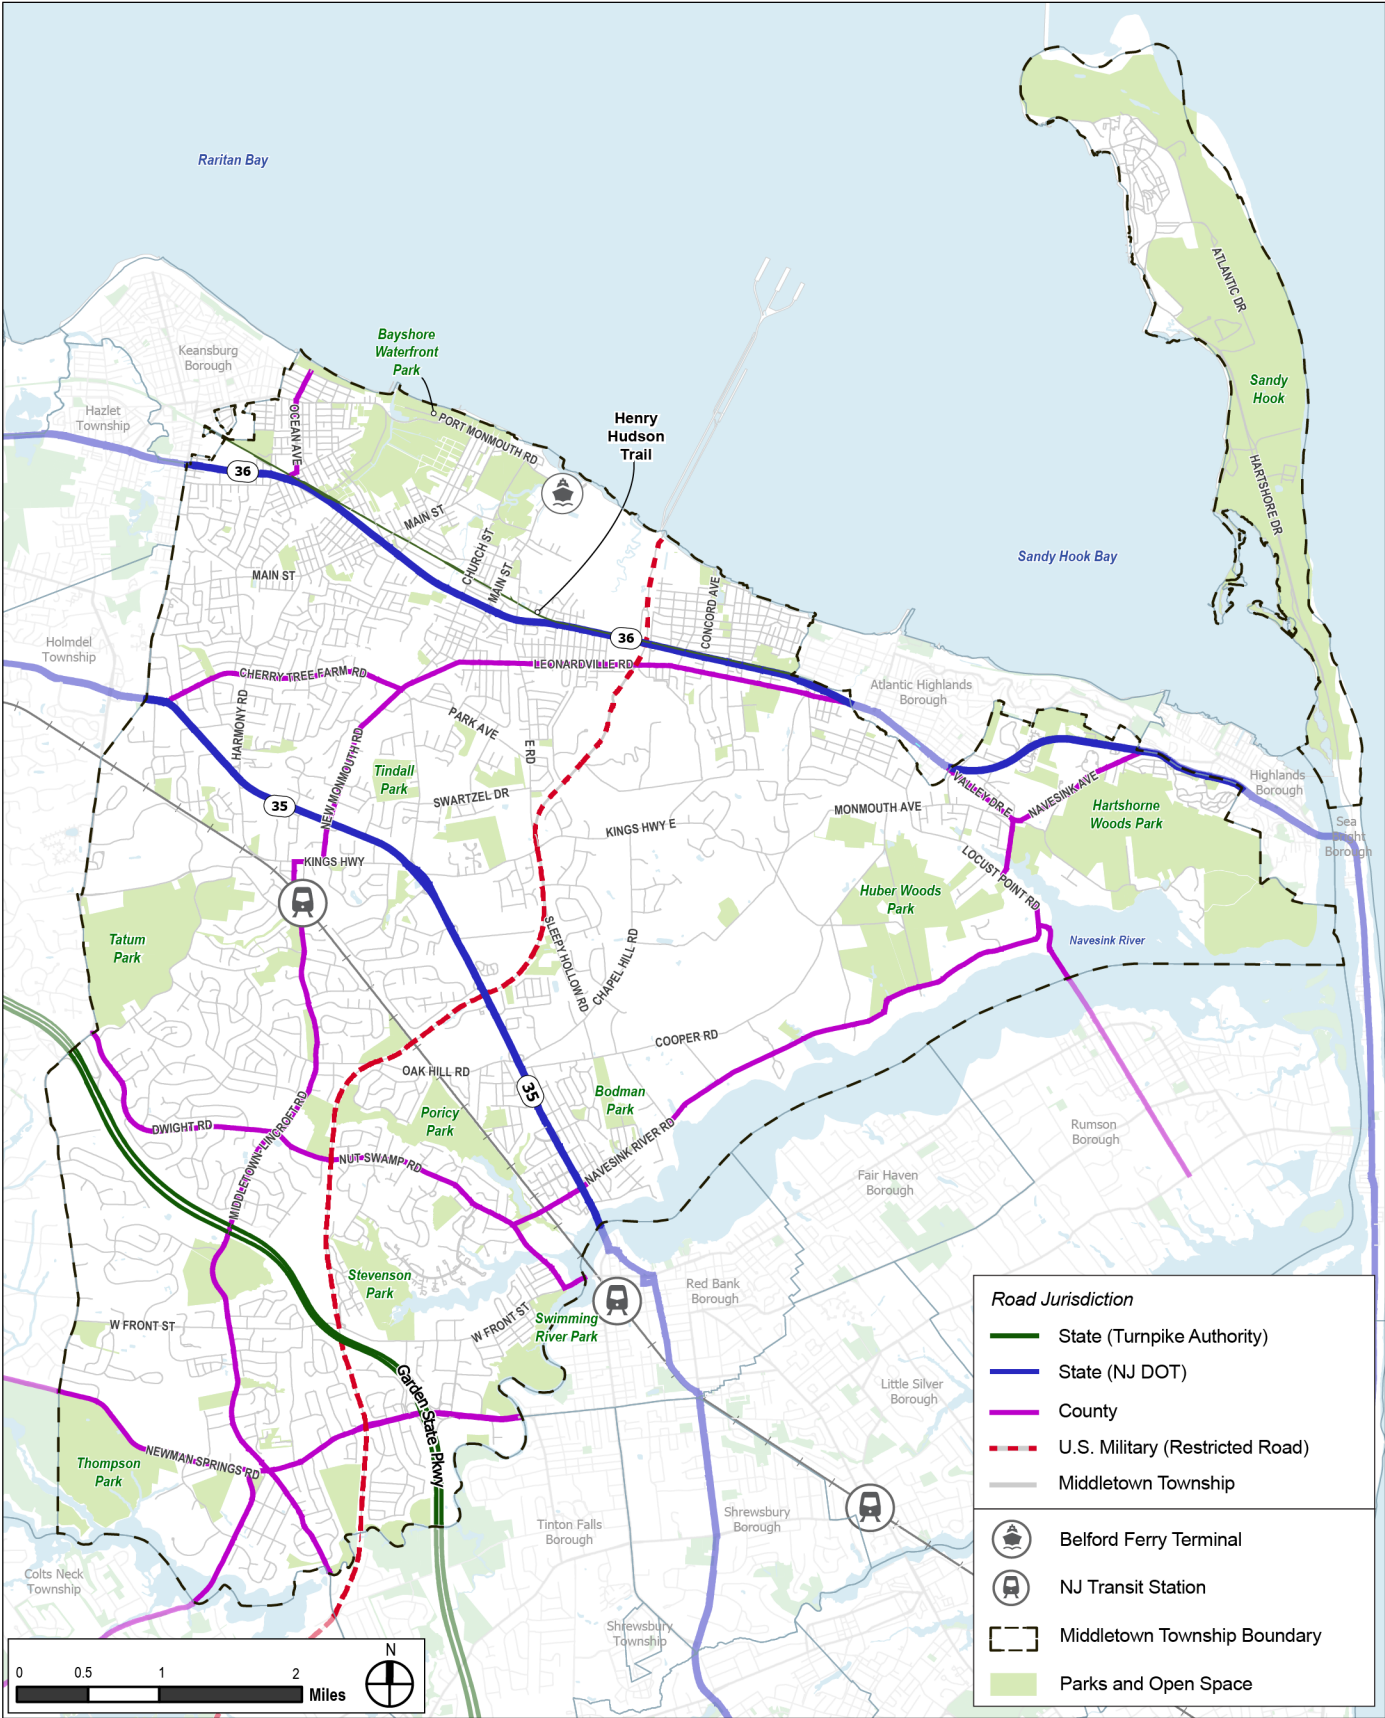 Raritan Bay
ATLANTIC DR
Keansburg
Borough
Bayshore
Waterfront
Park
Sandy
Hook
Hazlet
Township
OCEAN AVE
PORT MONMOUTH RD
Henry
Hudson
Trail
36
HARTSHORE DR
MAIN ST
CHURCH ST
MAIN ST
Sandy Hook Bay
MAIN ST
CONCORD AVE
36
Holmdel
Township
LEONARDVILLE RD
CHERRY TREE FARM RD
Atlantic Highlands
Borough
HARMONY RD
PARK AVE
E RD
NEW MONMOUTH RD
Tindall
Park
SWARTZEL DR
35
VALLEY DR E
NAVESINK AVE
Highlands
Borough
MONMOUTH AVE
Hartshorne
Woods Park
KINGS HWY E
Sea
Bright
Borough
KINGS HWY
LOCUST POINT RD
Huber Woods
Park
Tatum
Park
SLEEPY HOLLOW RD
CHAPEL HILL RD
Navesink River
COOPER RD
OAK HILL RD
35
Bodman
Park
Poricy
Park
DWIGHT RD
MIDDLETOWN-LINCROFT RD
NUT SWAMP RD
NAVESINK RIVER RD
Rumson
Borough
Fair Haven
Borough
Stevenson
Park
Red Bank
Borough
W FRONT ST
W FRONT ST
Swimming
River Park
Garden State Pkwy
Little Silver
Borough
NEWMAN SPRINGS RD
Thompson
Park
Tinton Falls
Borough
Shrewsbury
Borough
Colts Neck
Township
Shrewsbury
Township
Road Jurisdiction
State (Turnpike Authority)
State (NJ DOT)
County
U.S. Military (Restricted Road)
Middletown Township
Belford Ferry Terminal
NJ Transit Station
Middletown Township Boundary
Parks and Open Space
N
0 0.5 1 2
Miles